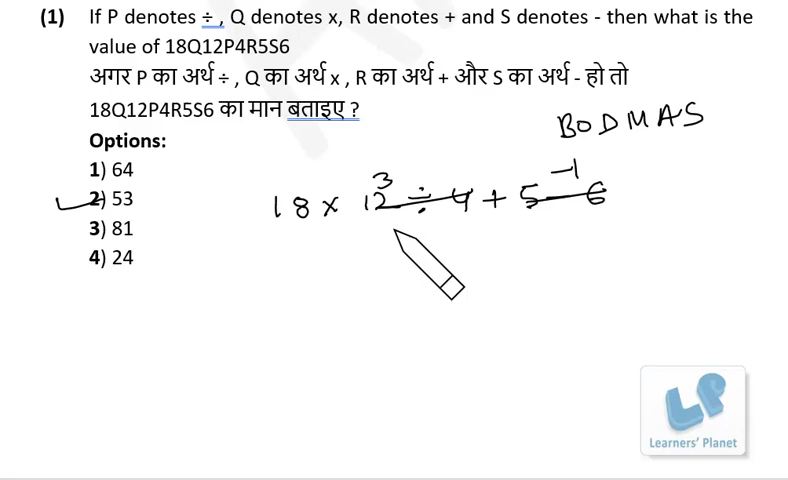 (1) If P denotes ÷ , Q denotes x, R denotes + and S denotes - then what is the
value of 18Q12P4R5S6
अगर P का अर्थ ÷ , Q का अर्थ x , R का अर्थ + और S का अर्थ - हो तो
18Q12P4R5S6 का मान बताइए ?
BODMAS
Options:
1) 64
2) 53
3) 81
4) 24
3 -1
18 x 12 ÷ 4 + 5 - 6
LP
Learners' Planet